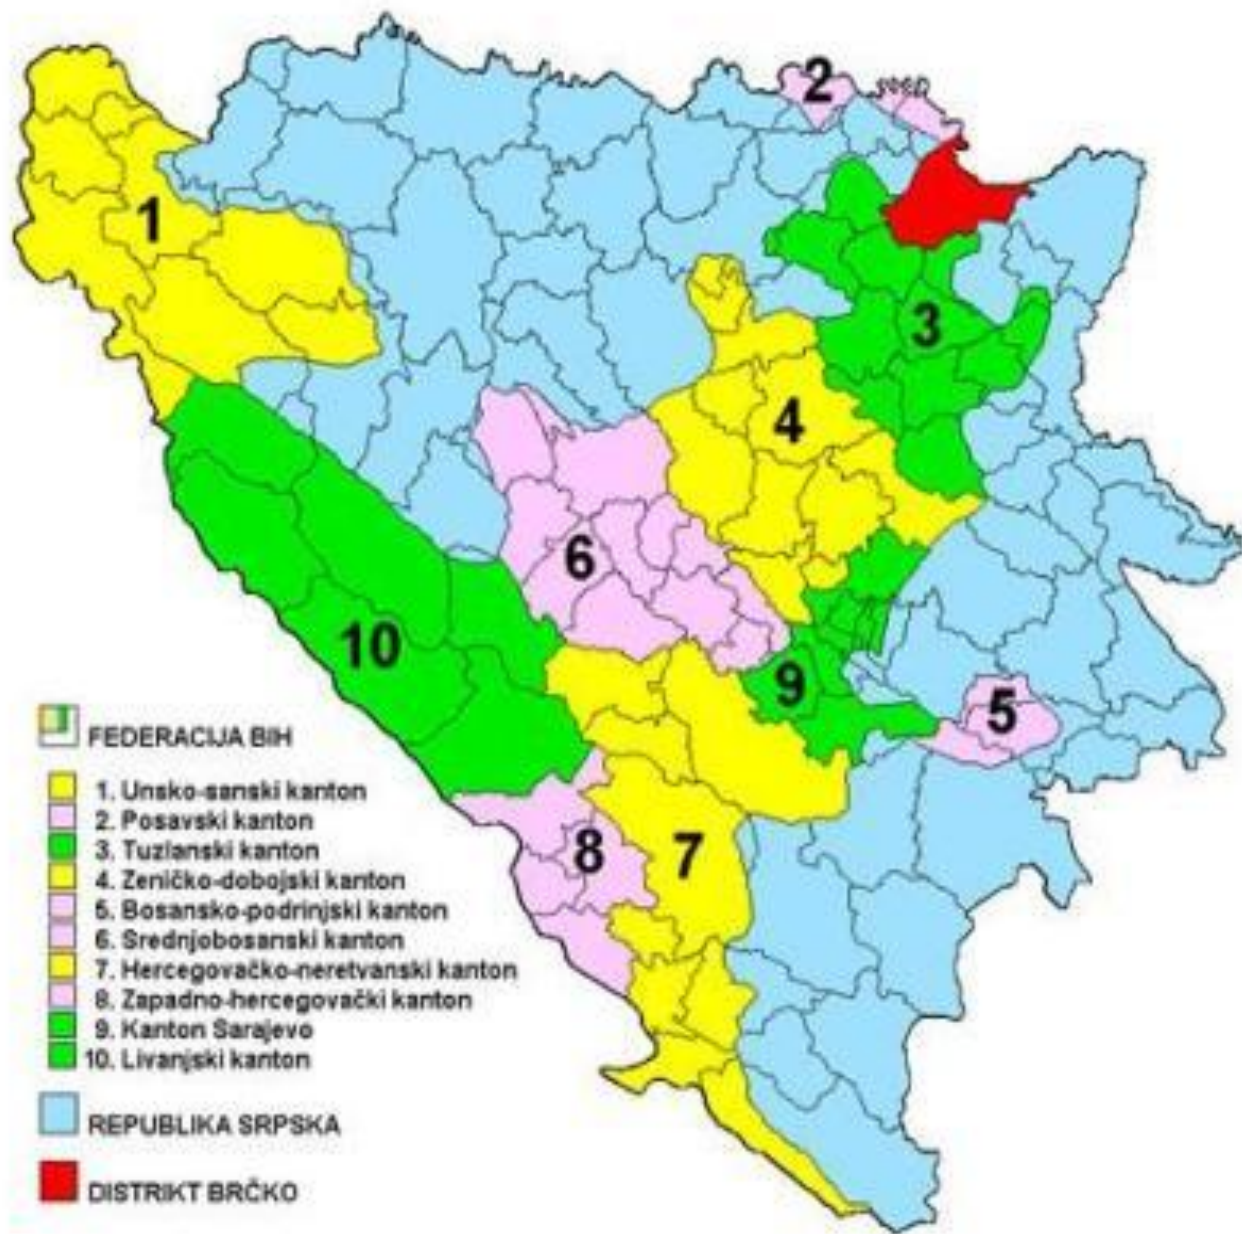 2
1
3
4
6
10
9
5
8
7
FEDERACIJA BIH
1. Unsko-sanski kanton
2. Posavski kanton
3. Tuzlanski kanton
4. Zeničko-dobojski kanton
5. Bosansko-podrinjski kanton
6. Srednjobosanski kanton
7. Hercegovačko-neretvanski kanton
8. Zapadno-hercegovački kanton
9. Kanton Sarajevo
10. Livanjski kanton
REPUBLIKA SRPSKA
DISTRIKT BRČKO